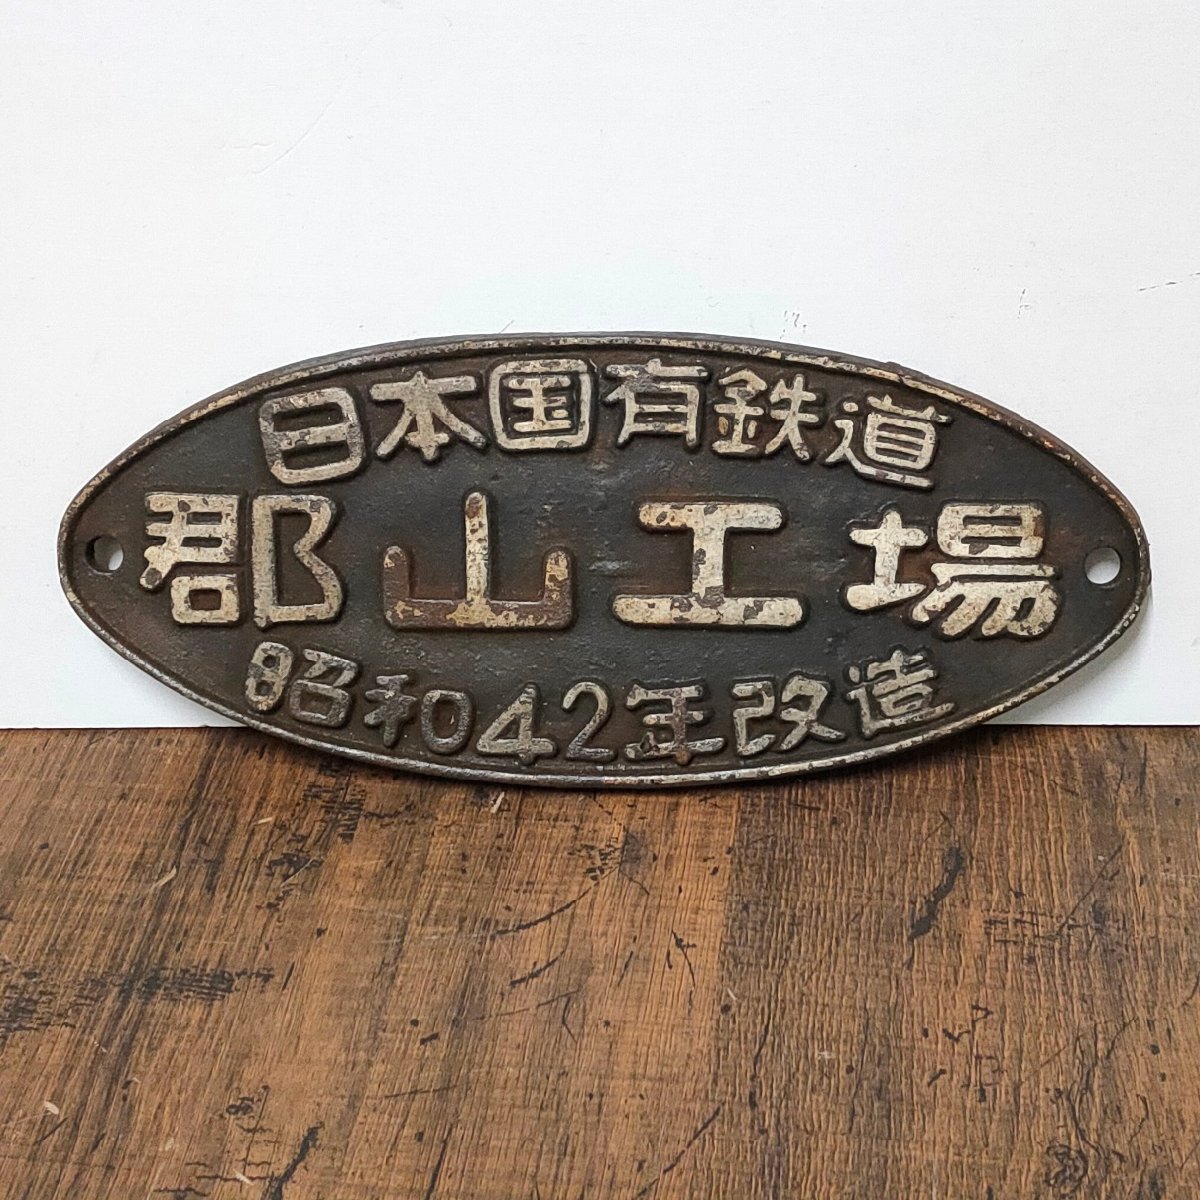 日本国有鉄道
郡山工場
昭和42年改造